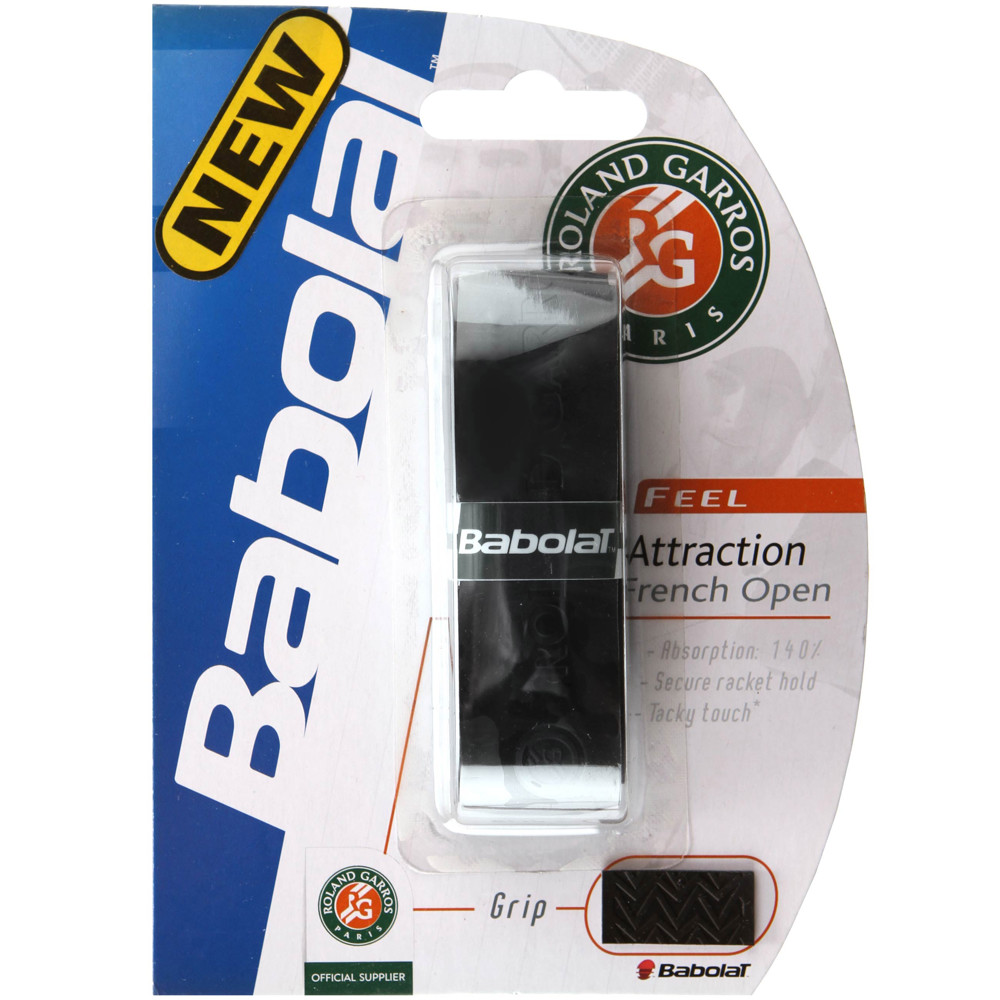 NEW
Babolat
TM
ROLAND GARROS
RG
PARIS
FEEL
Babolat
Attraction
French Open
- Absorption: 140%
- Secure racket hold
- Tacky touch*
ROLAND GARROS
RG
PARIS
OFFICIAL SUPPLIER
Grip
Babolat